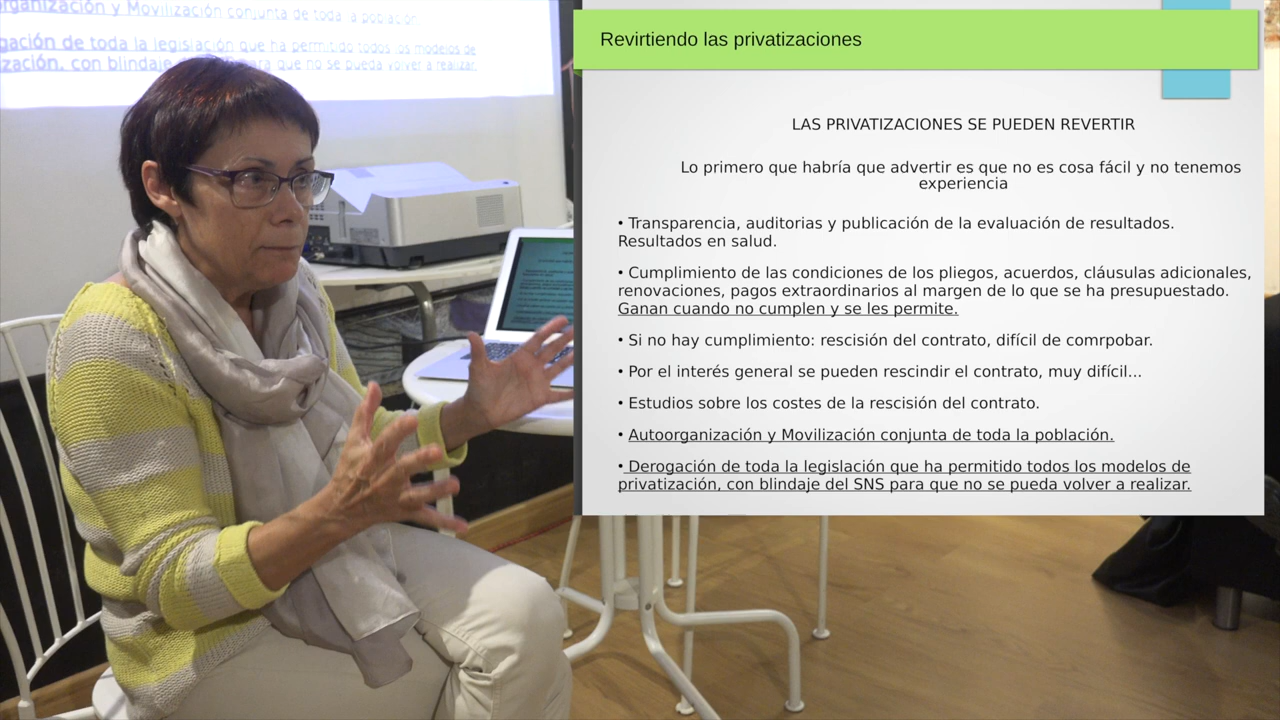 organización y Movilización conjunta de toda la población
gación de toda la legislación que ha permitido todos los modelos de
zación, con blindaje para que no se pueda volver a realizar.
Revirtiendo las privatizaciones
LAS PRIVATIZACIONES SE PUEDEN REVERTIR
Lo primero que habría que advertir es que no es cosa fácil y no tenemos
experiencia
• Transparencia, auditorias y publicación de la evaluación de resultados.
Resultados en salud.
• Cumplimiento de las condiciones de los pliegos, acuerdos, cláusulas adicionales,
renovaciones, pagos extraordinarios al margen de lo que se ha presupuestado.
Ganan cuando no cumplen y se les permite.
• Si no hay cumplimiento: rescisión del contrato, difícil de comrpobar.
• Por el interés general se pueden rescindir el contrato, muy difícil...
• Estudios sobre los costes de la rescisión del contrato.
• Autoorganización y Movilización conjunta de toda la población.
• Derogación de toda la legislación que ha permitido todos los modelos de
privatización, con blindaje del SNS para que no se pueda volver a realizar.